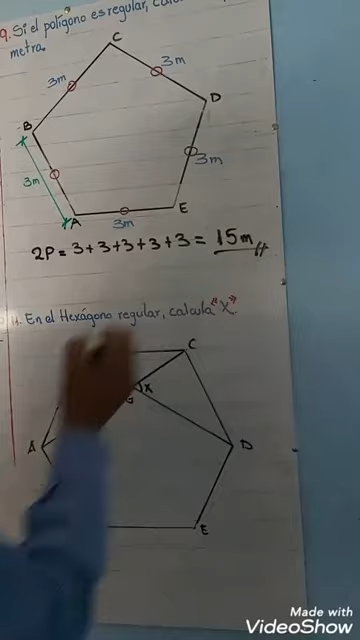 9. Si el polígono es regular,
metro.
C
3m
3m
D
B
3m
3m
A
E
3m
2P = 3+3+3+3+3 = 15m
En el Hexágono regular, calcula "X"
C
X
A
D
E
Made with
VideoShow